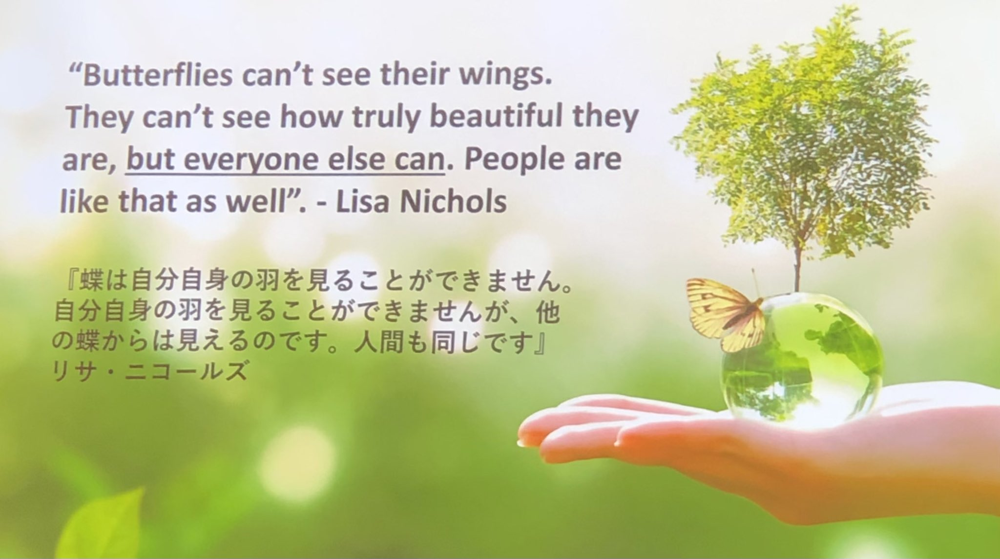 “Butterflies can’t see their wings.
They can’t see how truly beautiful they
are, but everyone else can. People are
like that as well”. - Lisa Nichols
『蝶は自分自身の羽を見ることができません。
自分自身の羽を見ることができませんが、他
の蝶からは見えるのです。人間も同じです』
リサ・ニコールズ